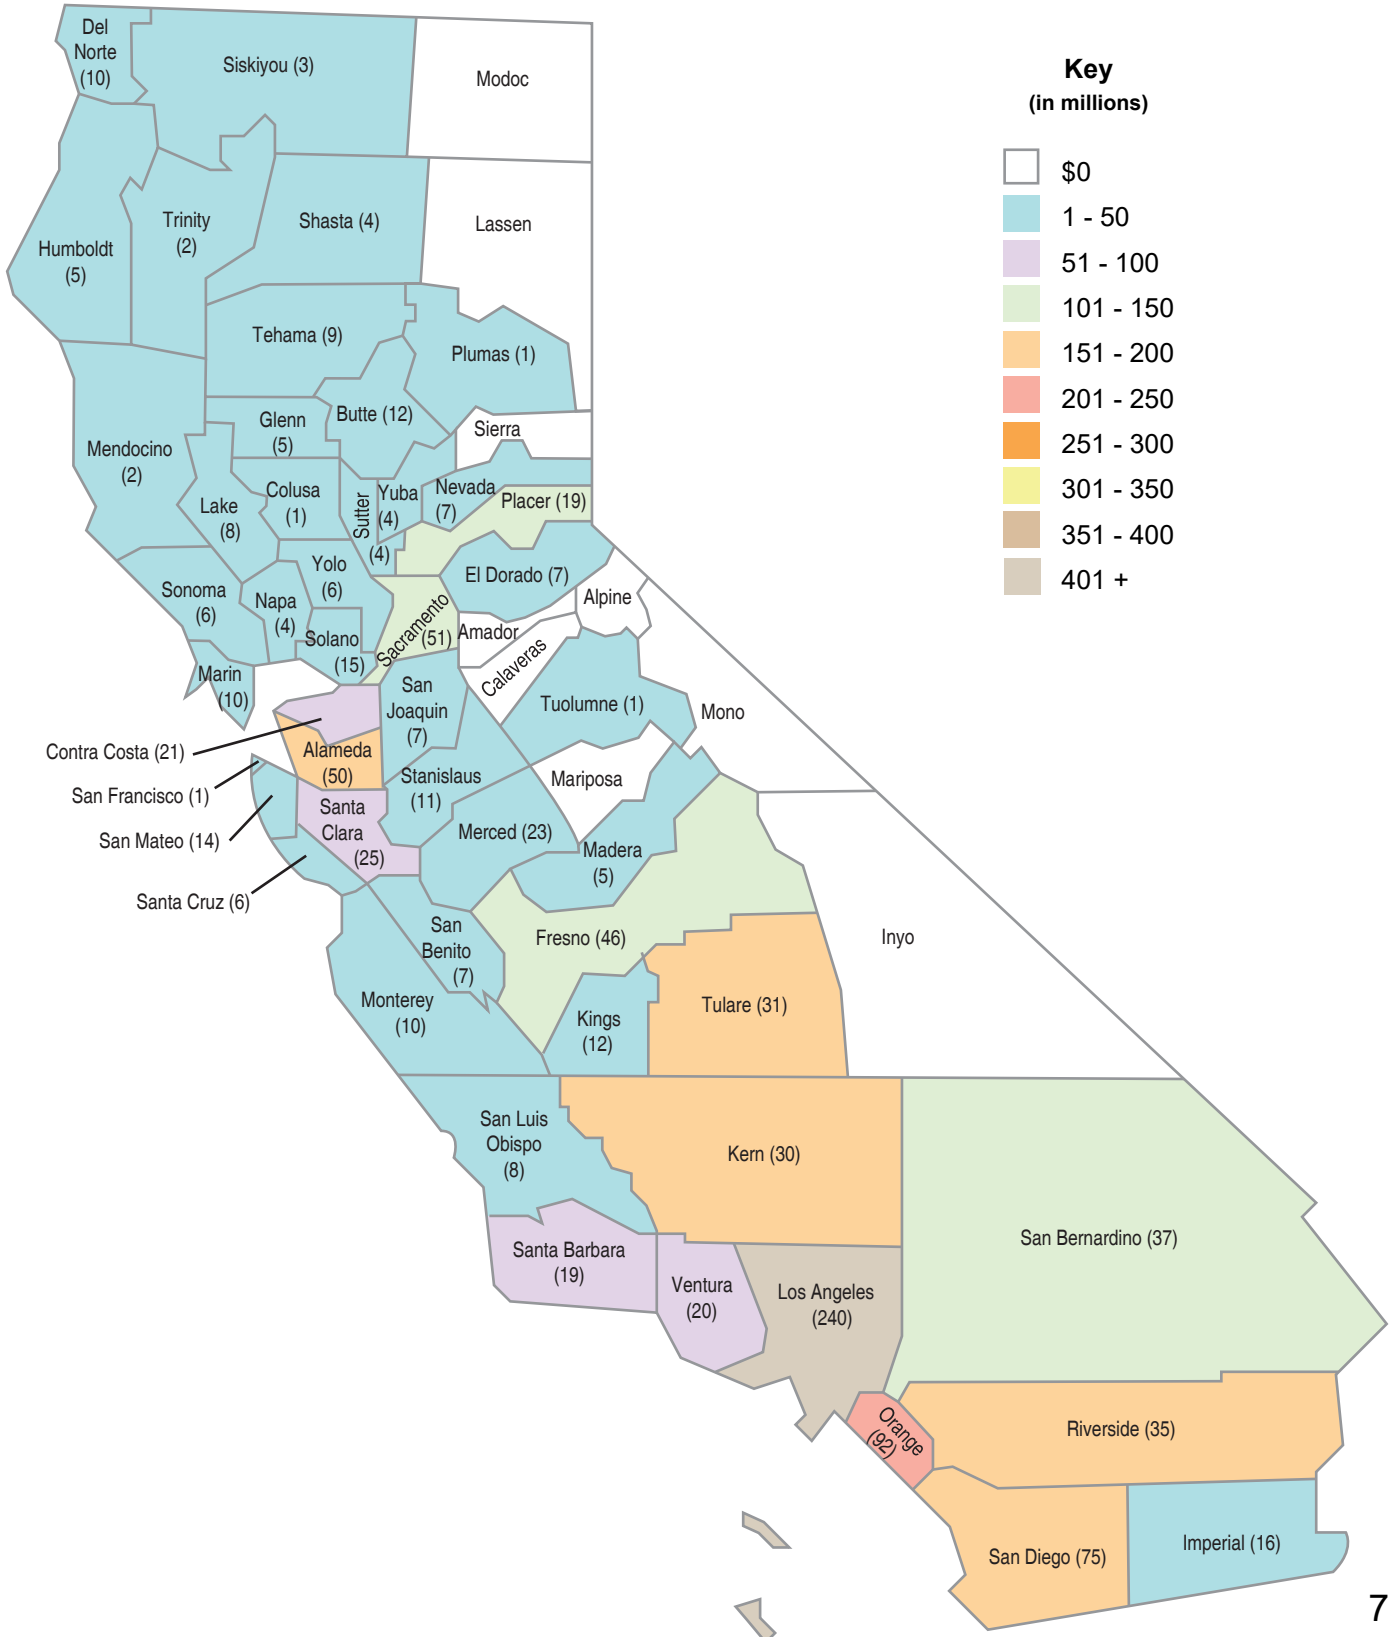 Del
Norte
(10)
Siskiyou (3)
Modoc
Key
(in millions)
$0
1 - 50
51 - 100
101 - 150
151 - 200
201 - 250
251 - 300
301 - 350
351 - 400
401 +
Humboldt
(5)
Trinity
(2)
Shasta (4)
Lassen
Tehama (9)
Plumas (1)
Mendocino
(2)
Glenn
(5)
Butte (12)
Sierra
Lake
(8)
Colusa
(1)
Sutter
(4)
Yuba
(4)
Nevada
(7)
Placer (19)
Sonoma
(6)
Napa
(4)
Yolo
(6)
Solano
(15)
Sacramento
(51)
El Dorado (7)
Amador
Alpine
Calaveras
Marin
(10)
San
Joaquin
(7)
Tuolumne (1)
Mono
Contra Costa (21)
Alameda
(50)
San Francisco (1)
San Mateo (14)
Santa Cruz (6)
Santa
Clara
(25)
Stanislaus
(11)
Mariposa
Merced (23)
Madera
(5)
San
Benito
(7)
Fresno (46)
Inyo
Monterey
(10)
Kings
(12)
Tulare (31)
San Luis
Obispo
(8)
Kern (30)
San Bernardino (37)
Santa Barbara
(19)
Ventura
(20)
Los Angeles
(240)
Orange
(92)
Riverside (35)
San Diego (75)
Imperial (16)
7